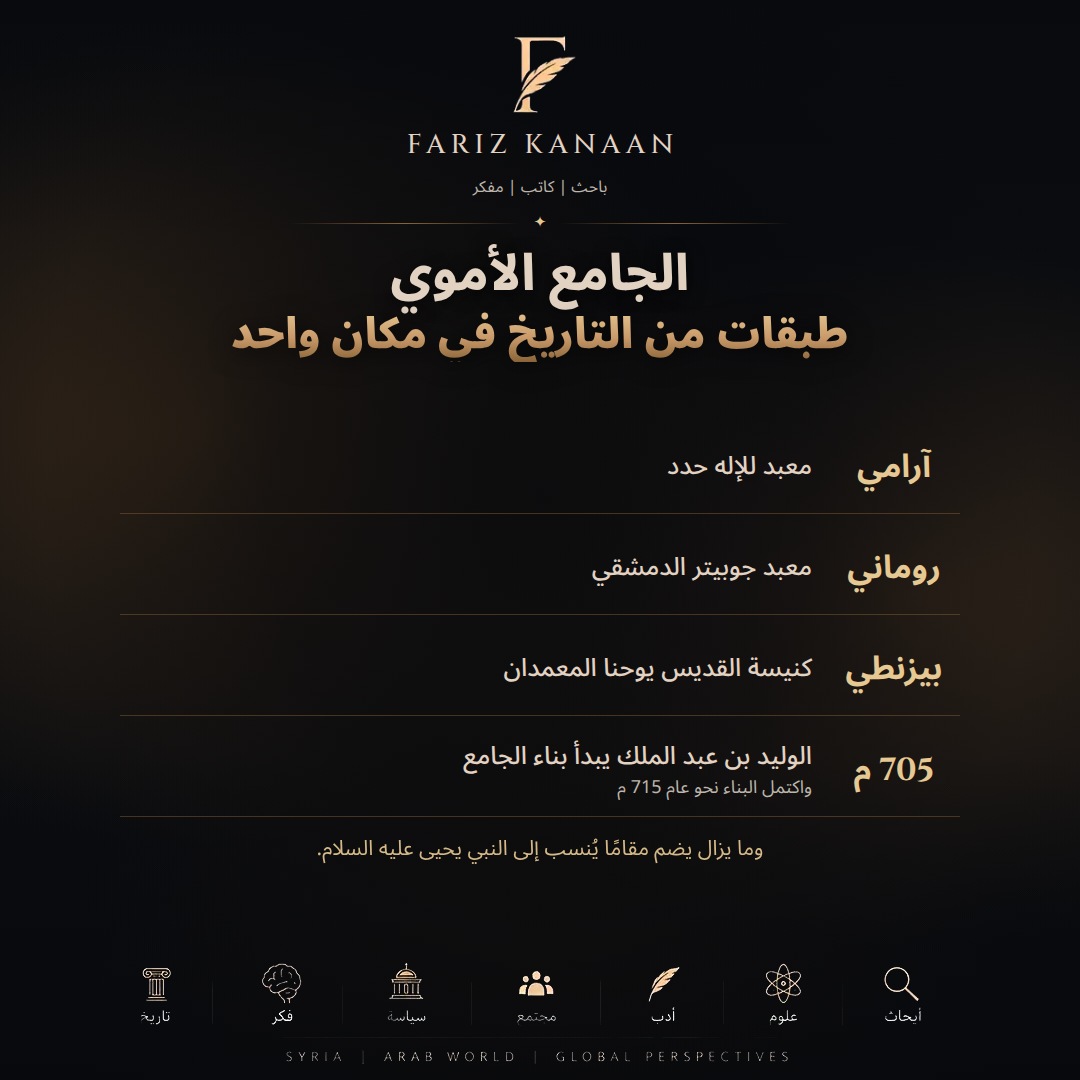 FARIZ KANAAN
باحث | كاتب | مفكر
الجامع الأموي
طبقات من التاريخ في مكان واحد
آرامي
معبد للإله حدد
روماني
معبد جوبيتر الدمشقي
بيزنطي
كنيسة القديس يوحنا المعمدان
705 م
الوليد بن عبد الملك يبدأ بناء الجامع
واكتمل البناء نحو عام 715 م
وما يزال يضم مقامًا يُنسب إلى النبي يحيى عليه السلام.
أبحاث
علوم
أدب
مجتمع
سياسة
فكر
تاريخ
SYRIA | ARAB WORLD | GLOBAL PERSPECTIVES